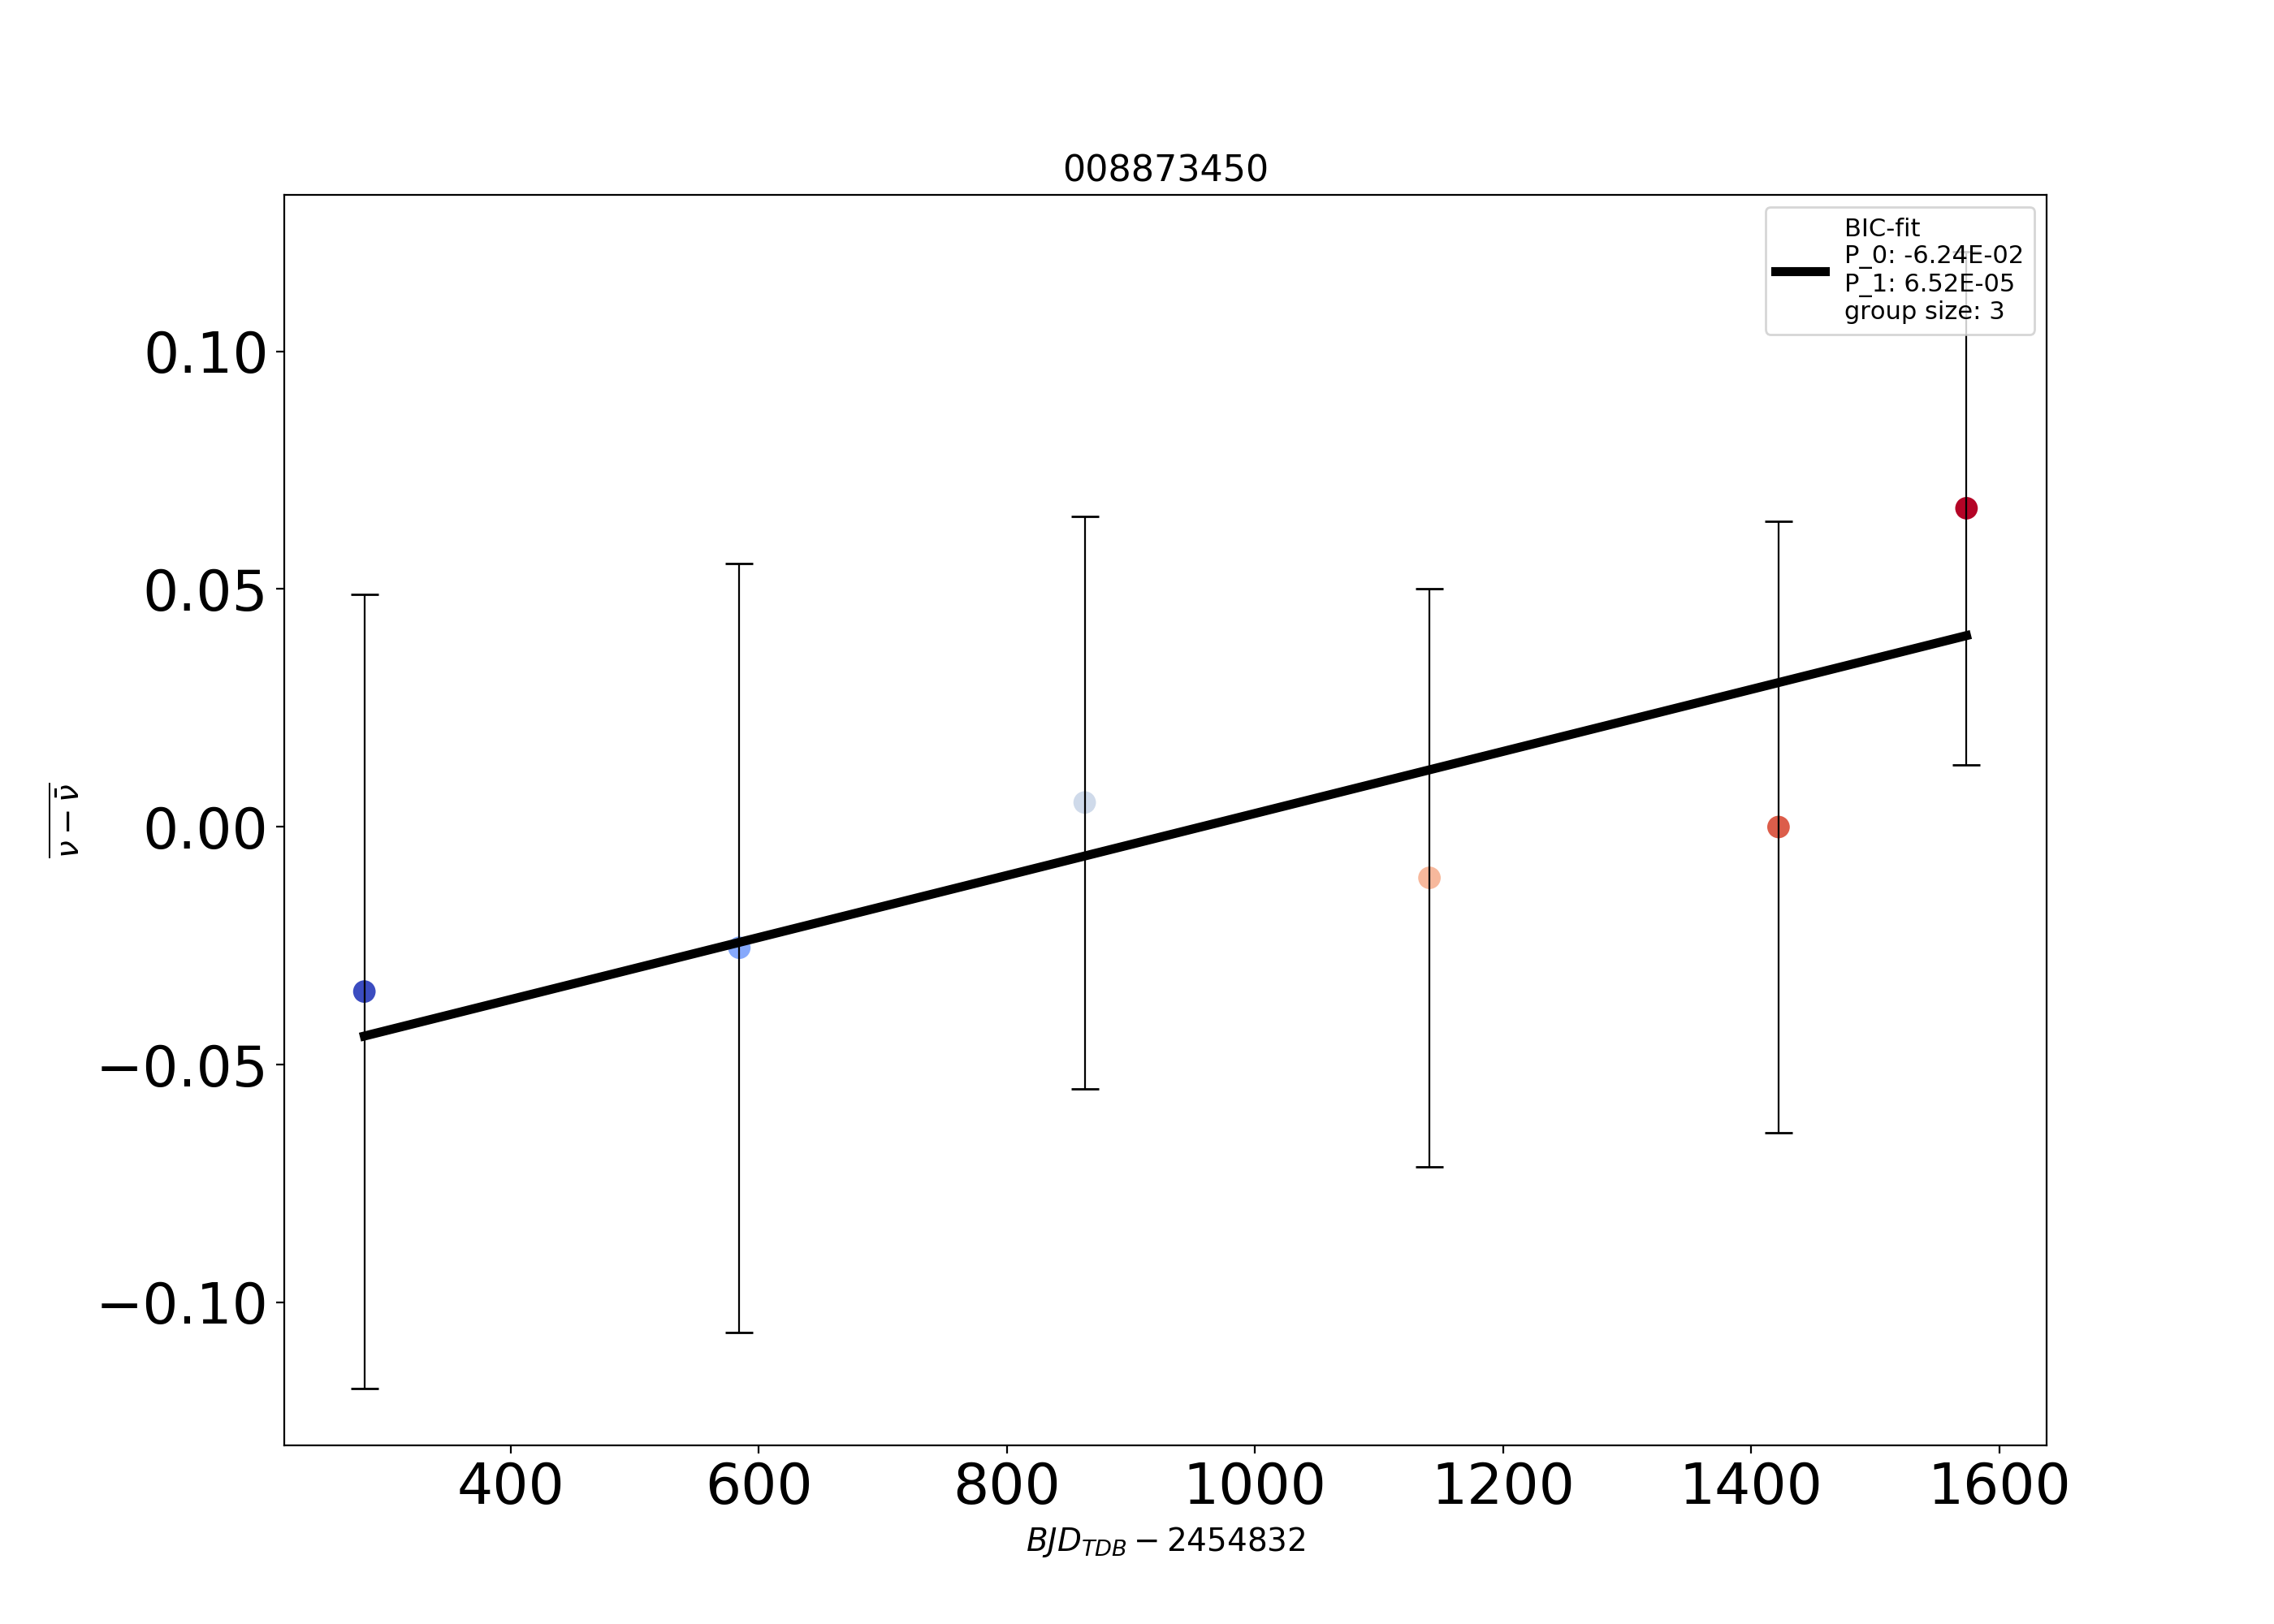 008873450
BIC-fit
P_0: -6.24E-02
P_1: 6.52E-05
group size: 3
0.10
0.05
0.00
−0.05
−0.10
ν − ν̄
400 600 800 1000 1200 1400 1600
BJD_TDB − 2454832